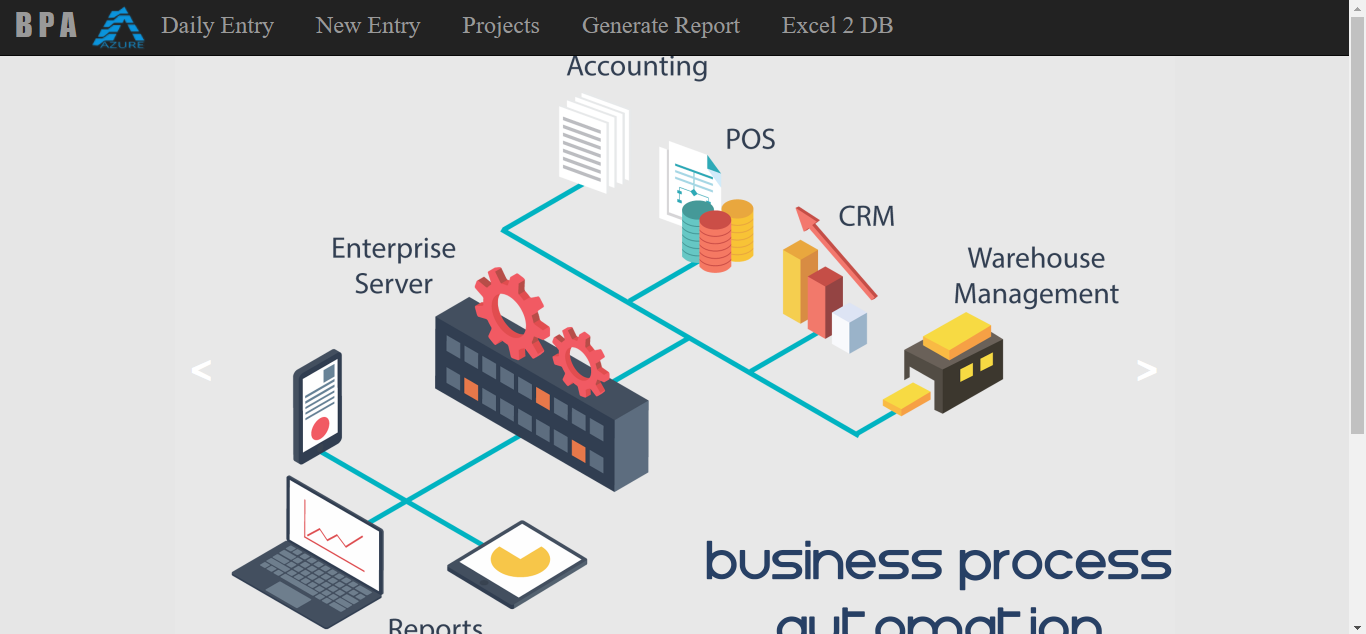 BPA AZURE Daily Entry New Entry Projects Generate Report Excel 2 DB
Accounting
POS
CRM
Enterprise
Server
Warehouse
Management
<
>
business process
automation
Reports